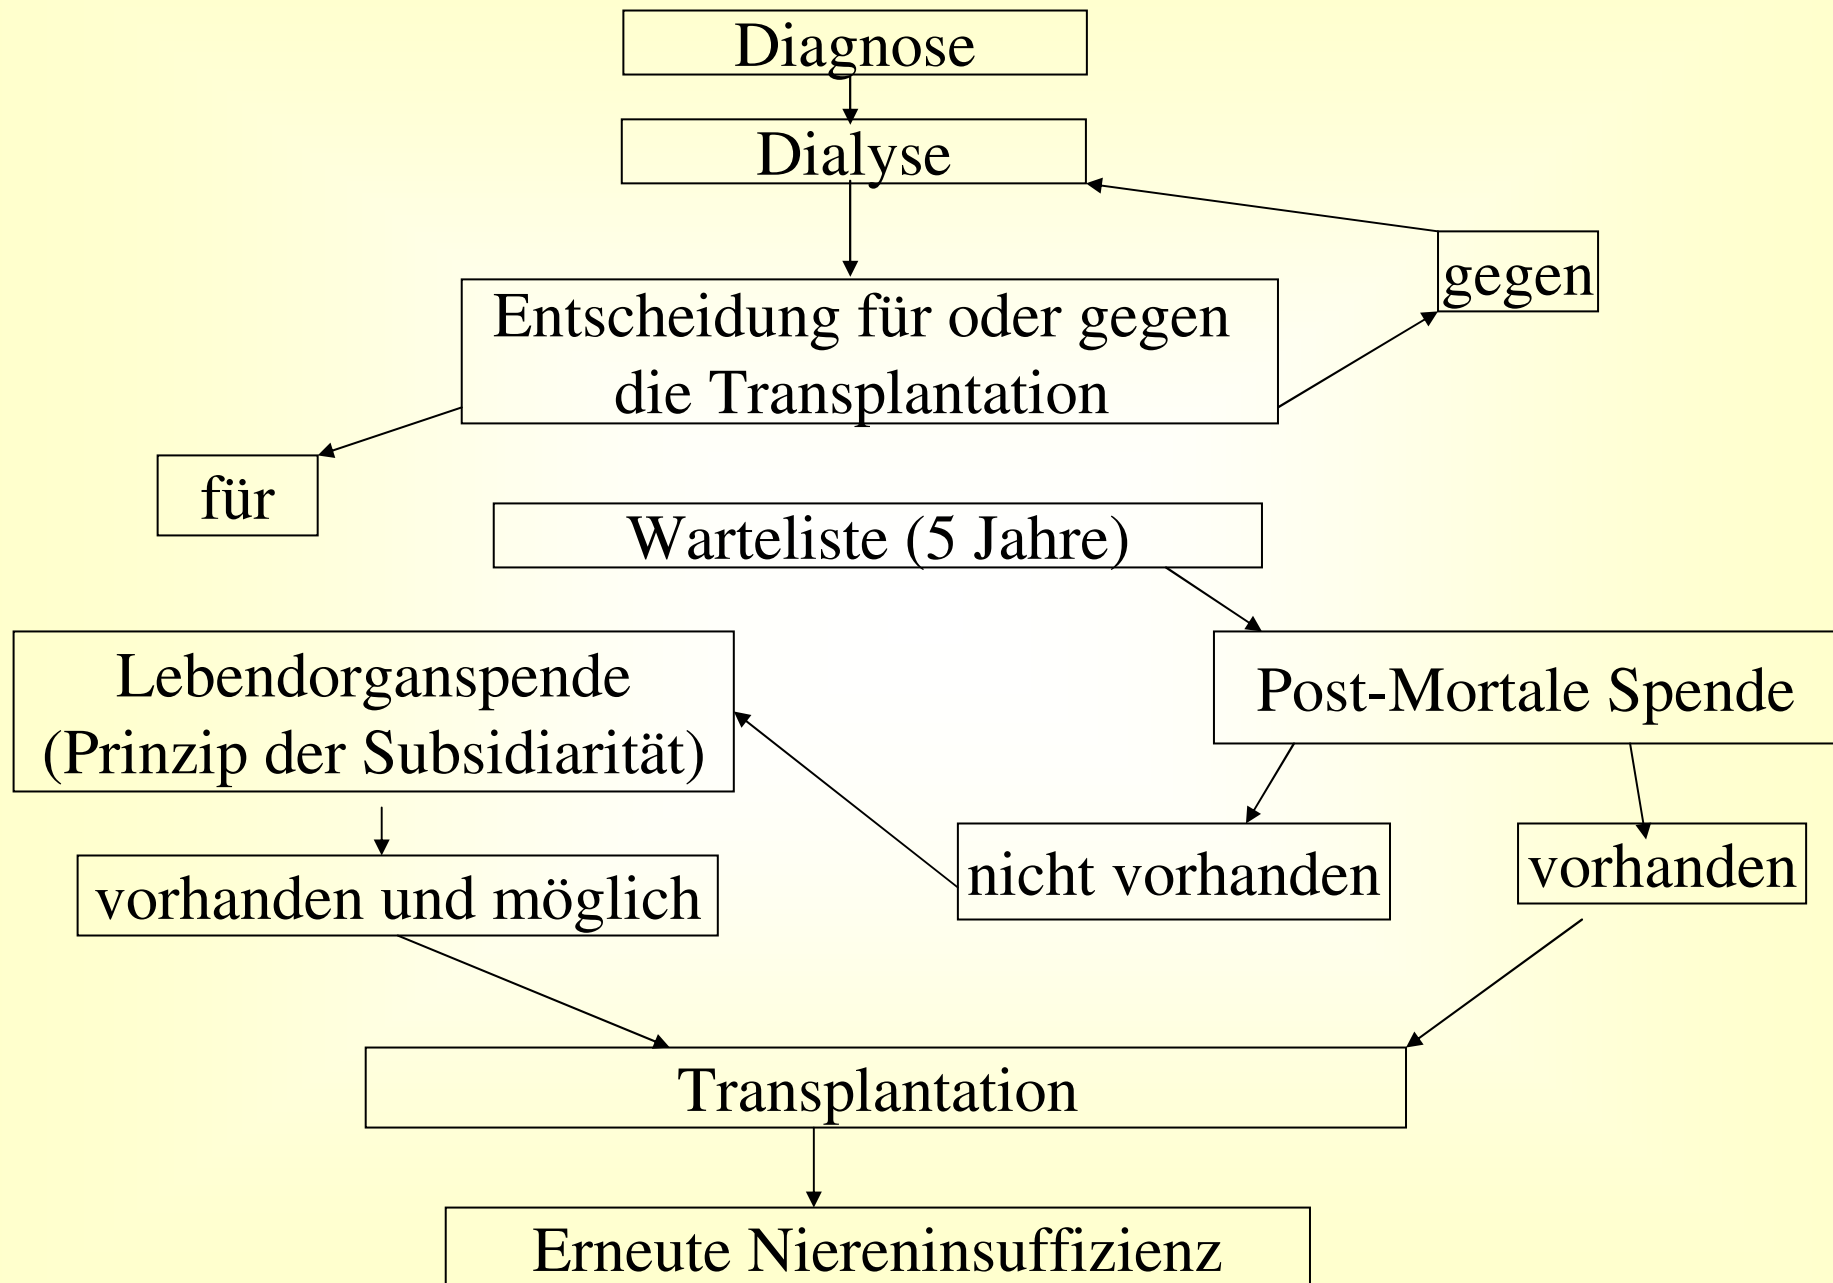 Diagnose
Dialyse
gegen
Entscheidung für oder gegen
die Transplantation
für
Warteliste (5 Jahre)
Lebendorganspende
(Prinzip der Subsidiarität)
Post-Mortale Spende
nicht vorhanden
vorhanden
vorhanden und möglich
Transplantation
Erneute Niereninsuffizienz